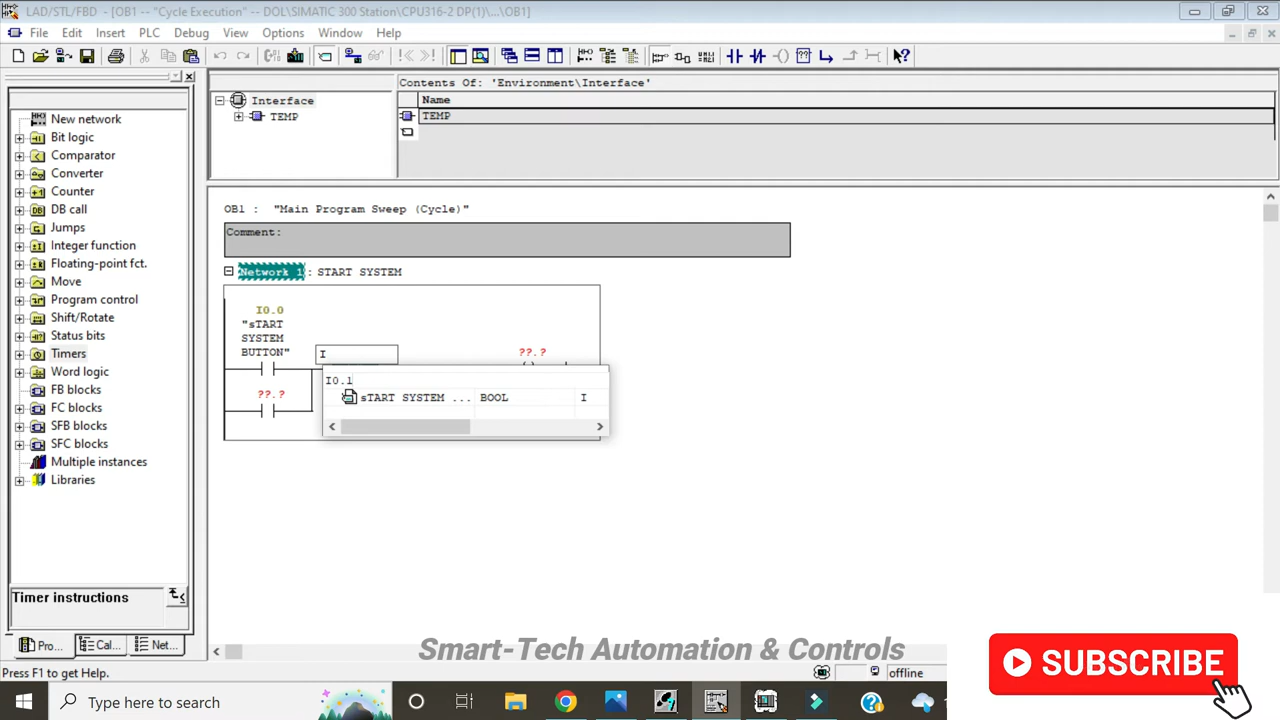 LAD/STL/FBD - [OB1 -- "Cycle Execution" -- DOL\SIMATIC 300 Station\CPU316-2 DP(1)\...\OB1]
File Edit Insert PLC Debug View Options Window Help
New network
Bit logic
Comparator
Converter
Counter
DB call
Jumps
Integer function
Floating-point fct.
Move
Program control
Shift/Rotate
Status bits
Timers
Word logic
FB blocks
FC blocks
SFB blocks
SFC blocks
Multiple instances
Libraries
Timer instructions
Pro... Cal... Net...
Interface
TEMP
Contents Of: 'Environment\Interface'
Name
TEMP
OB1 : "Main Program Sweep (Cycle)"
Comment:
Network 1 : START SYSTEM
I0.0
"sTART
SYSTEM
BUTTON"
I
??.?
??.?
I0.1
sTART SYSTEM ... BOOL I
Smart-Tech Automation & Controls
SUBSCRIBE
Press F1 to get Help.
offline
Type here to search